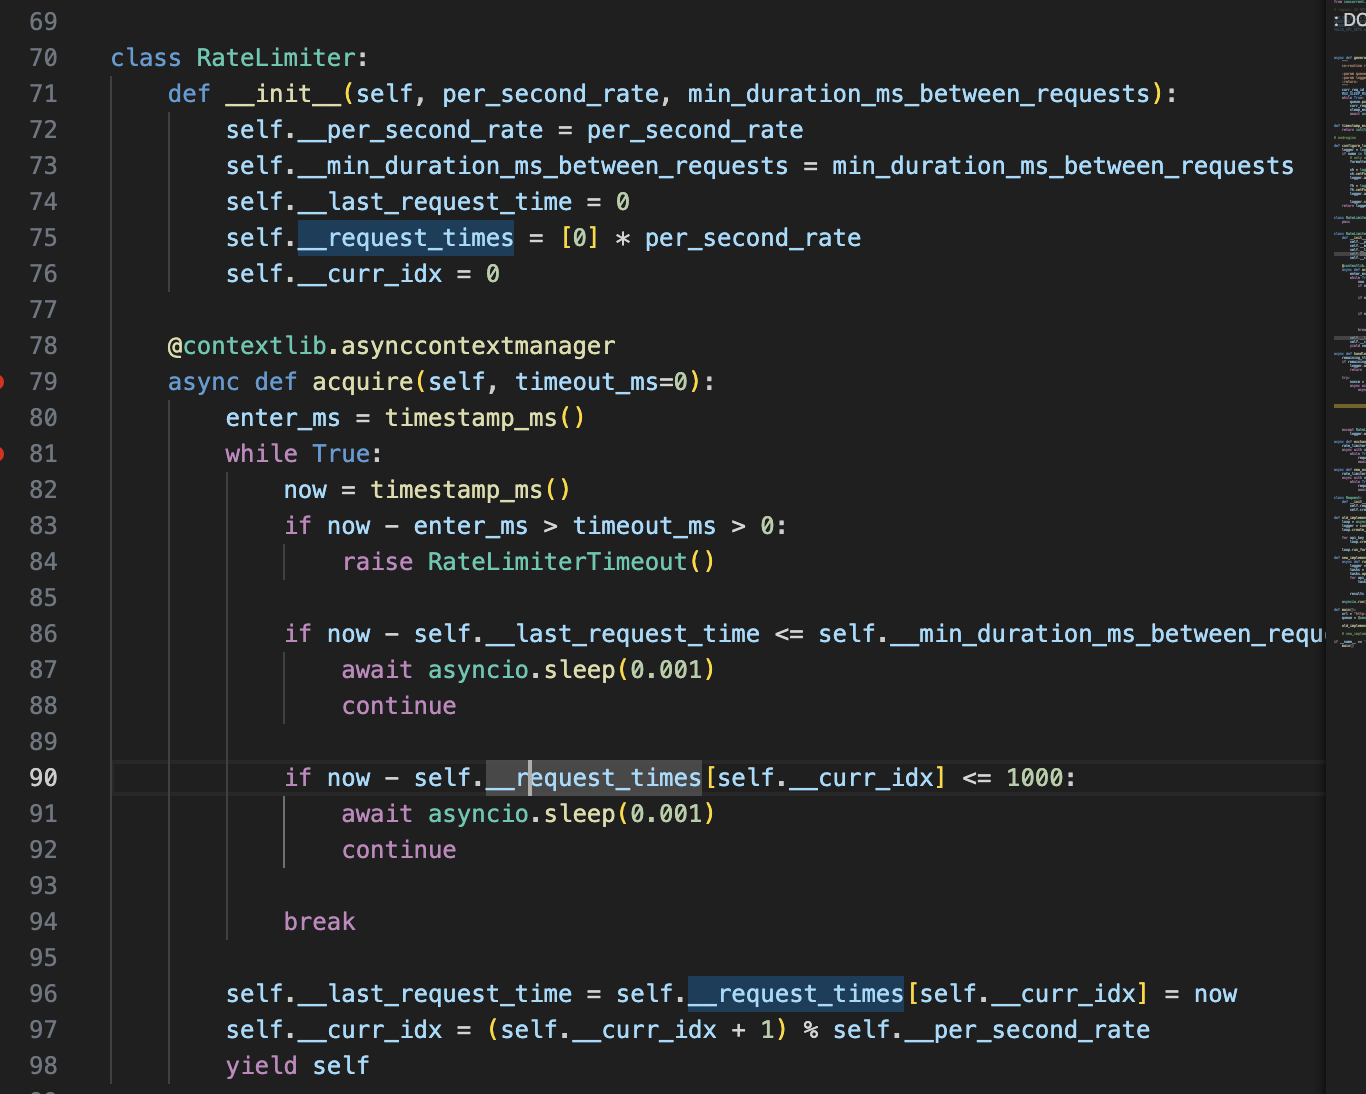 69
70 class RateLimiter:
71 def __init__(self, per_second_rate, min_duration_ms_between_requests):
72 self.__per_second_rate = per_second_rate
73 self.__min_duration_ms_between_requests = min_duration_ms_between_requests
74 self.__last_request_time = 0
75 self.__request_times = [0] * per_second_rate
76 self.__curr_idx = 0
77
78 @contextlib.asynccontextmanager
79 async def acquire(self, timeout_ms=0):
80 enter_ms = timestamp_ms()
81 while True:
82 now = timestamp_ms()
83 if now - enter_ms > timeout_ms > 0:
84 raise RateLimiterTimeout()
85
86 if now - self.__last_request_time <= self.__min_duration_ms_between_requ
87 await asyncio.sleep(0.001)
88 continue
89
90 if now - self.__request_times[self.__curr_idx] <= 1000:
91 await asyncio.sleep(0.001)
92 continue
93
94 break
95
96 self.__last_request_time = self.__request_times[self.__curr_idx] = now
97 self.__curr_idx = (self.__curr_idx + 1) % self.__per_second_rate
98 yield self